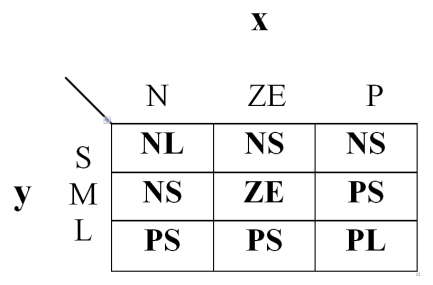 x
N ZE P
S NL NS NS
y M NS ZE PS
L PS PS PL